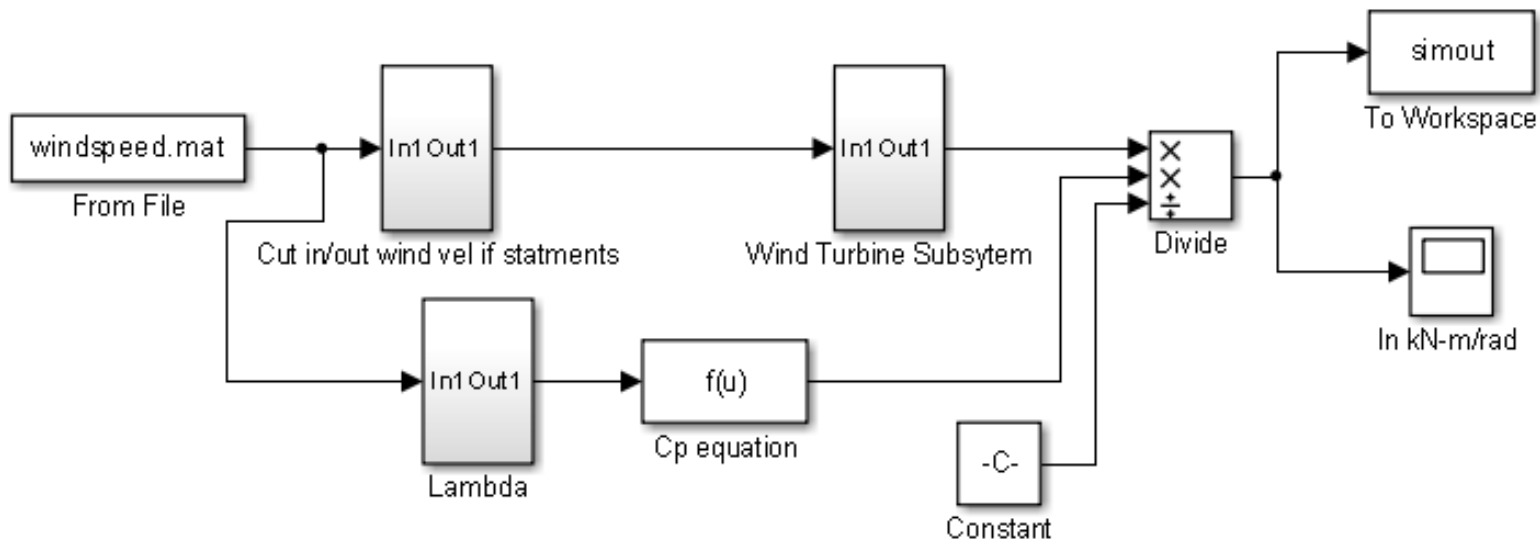 simout
To Workspace
windspeed.mat
From File
In1 Out1
Cut in/out wind vel if statments
In1 Out1
Wind Turbine Subsytem
×
×
÷
Divide
In kN-m/rad
In1 Out1
Lambda
f(u)
Cp equation
-C-
Constant